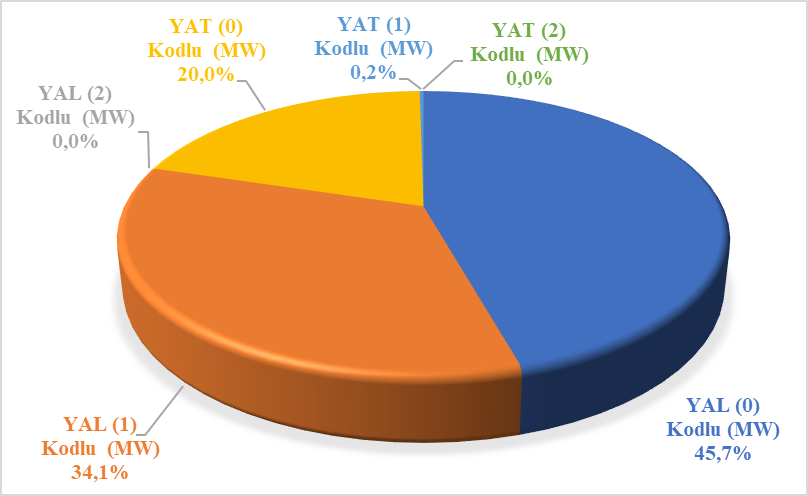 YAT (0)
Kodlu (MW)
20,0%
YAT (1)
Kodlu (MW)
0,2%
YAT (2)
Kodlu (MW)
0,0%
YAL (2)
Kodlu (MW)
0,0%
YAL (1)
Kodlu (MW)
34,1%
YAL (0)
Kodlu (MW)
45,7%